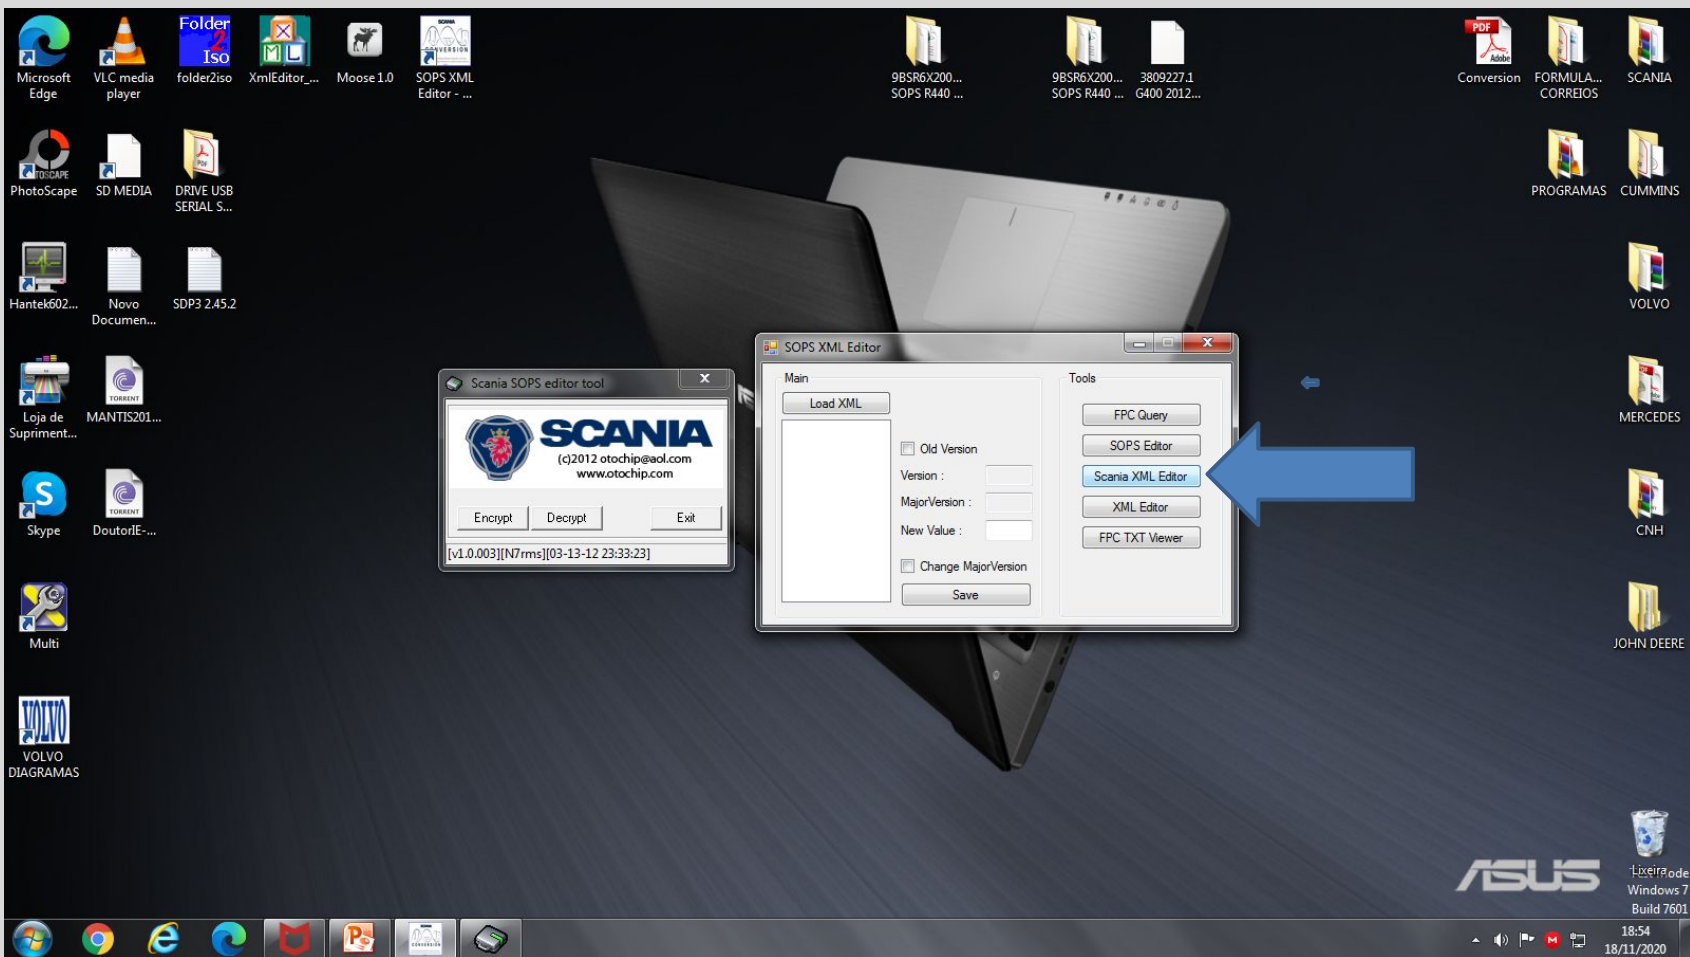 Microsoft
Edge
VLC media
player
Folder
2
Iso
folder2iso
XML
XmlEditor_...
Moose 1.0
SCANIA
CONVERSION
SOPS XML
Editor - ...
9BSR6X200...
SOPS R440 ...
9BSR6X200...
SOPS R440 ...
3809227.1
G400 2012...
PDF
Adobe
Conversion
FORMULA...
CORREIOS
SCANIA
PhotoScape
SD MEDIA
PDF
DRIVE USB
SERIAL S...
PROGRAMAS
CUMMINS
Hantek602...
Novo
Documen...
SDP3 2.45.2
VOLVO
Loja de
Supriment...
TORRENT
MANTIS201...
MERCEDES
Skype
TORRENT
DoutorIE-...
CNH
Multi
JOHN DEERE
VOLVO
VOLVO
DIAGRAMAS
Scania SOPS editor tool
SCANIA
(c)2012 otochip@aol.com
www.otochip.com
Encrypt
Decrypt
Exit
[v1.0.003][N7rms][03-13-12 23:33:23]
SOPS XML Editor
Main
Load XML
Old Version
Version :
MajorVersion :
New Value :
Change MajorVersion
Save
Tools
FPC Query
SOPS Editor
Scania XML Editor
XML Editor
FPC TXT Viewer
ASUS
Lixeira
Windows 7
Build 7601
18:54
18/11/2020